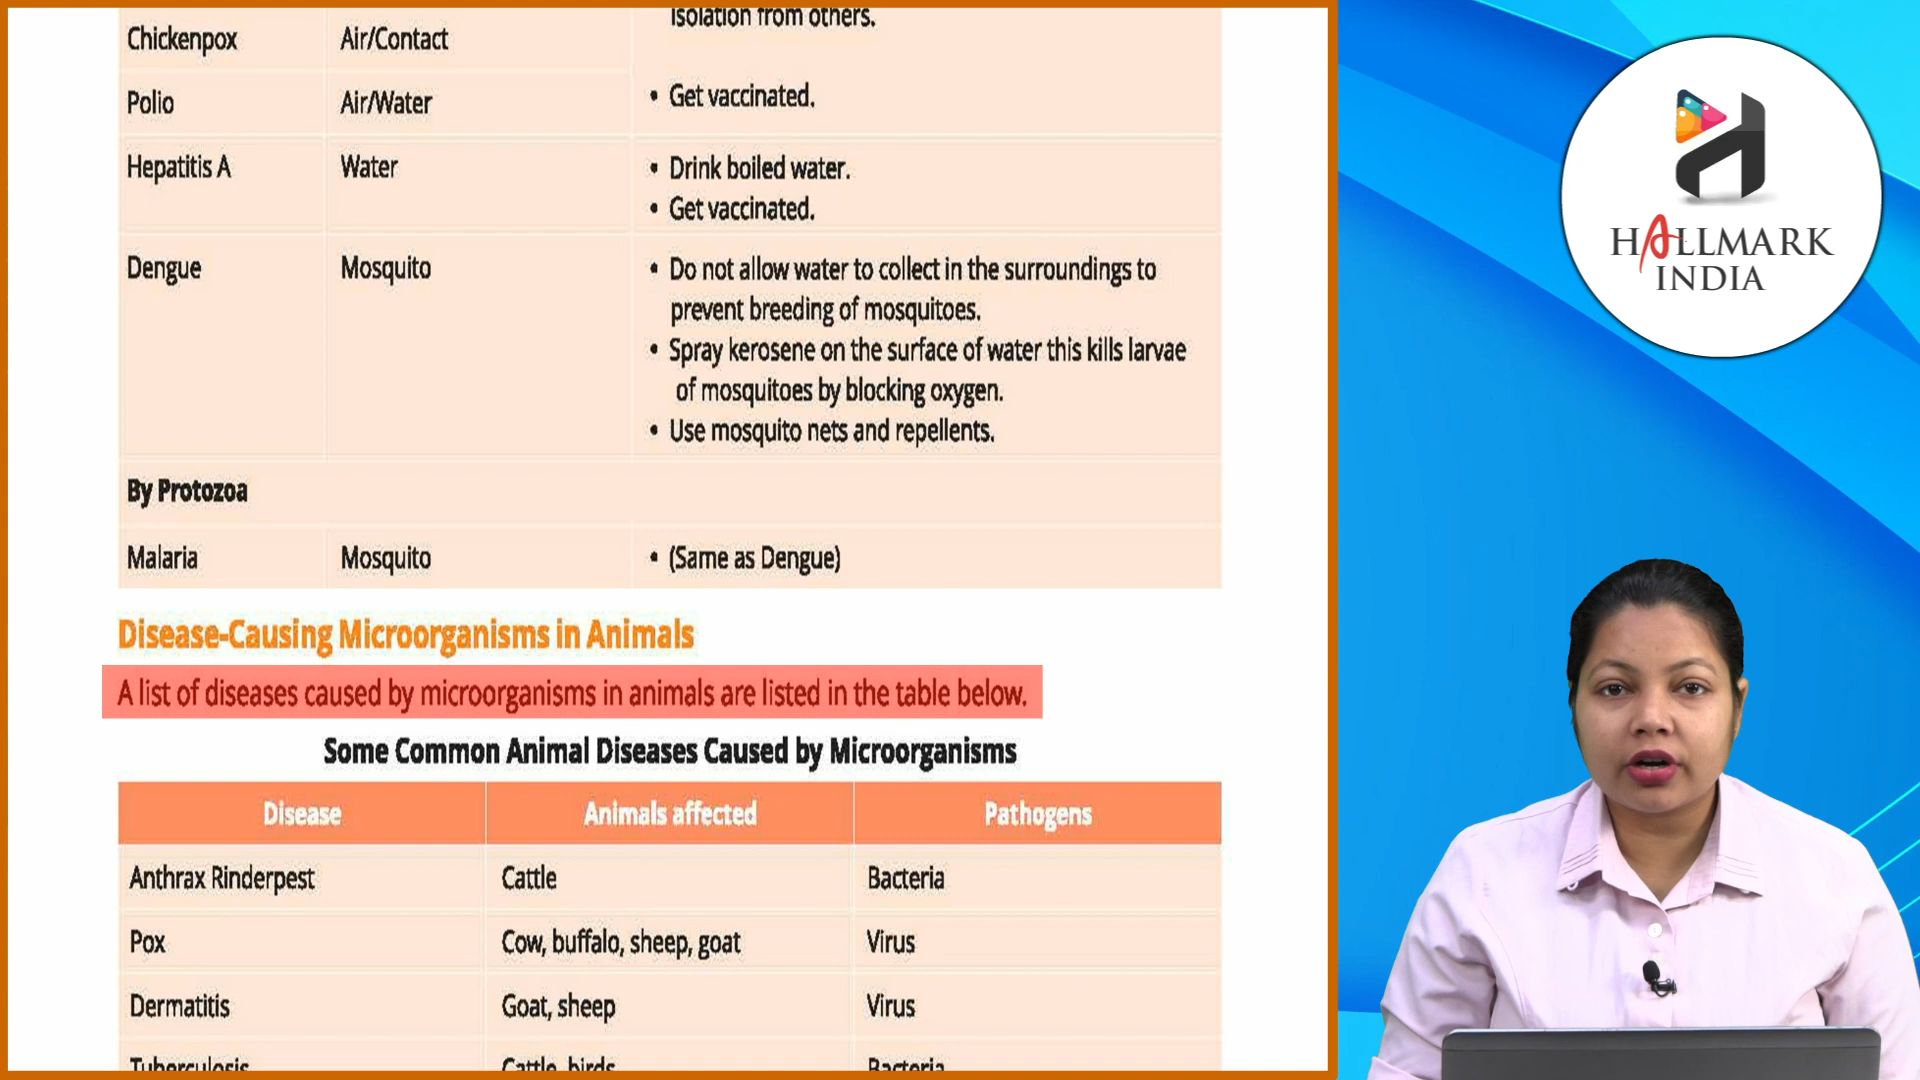 isolation from others.
Chickenpox Air/Contact
Polio Air/Water • Get vaccinated.
Hepatitis A Water • Drink boiled water.
• Get vaccinated.
Dengue Mosquito • Do not allow water to collect in the surroundings to
prevent breeding of mosquitoes.
• Spray kerosene on the surface of water this kills larvae
of mosquitoes by blocking oxygen.
• Use mosquito nets and repellents.
By Protozoa
Malaria Mosquito • (Same as Dengue)
Disease-Causing Microorganisms in Animals
A list of diseases caused by microorganisms in animals are listed in the table below.
Some Common Animal Diseases Caused by Microorganisms
Disease Animals affected Pathogens
Anthrax Rinderpest Cattle Bacteria
Pox Cow, buffalo, sheep, goat Virus
Dermatitis Goat, sheep Virus
Tuberculosis Cattle, birds Bacteria
HALLMARK
INDIA